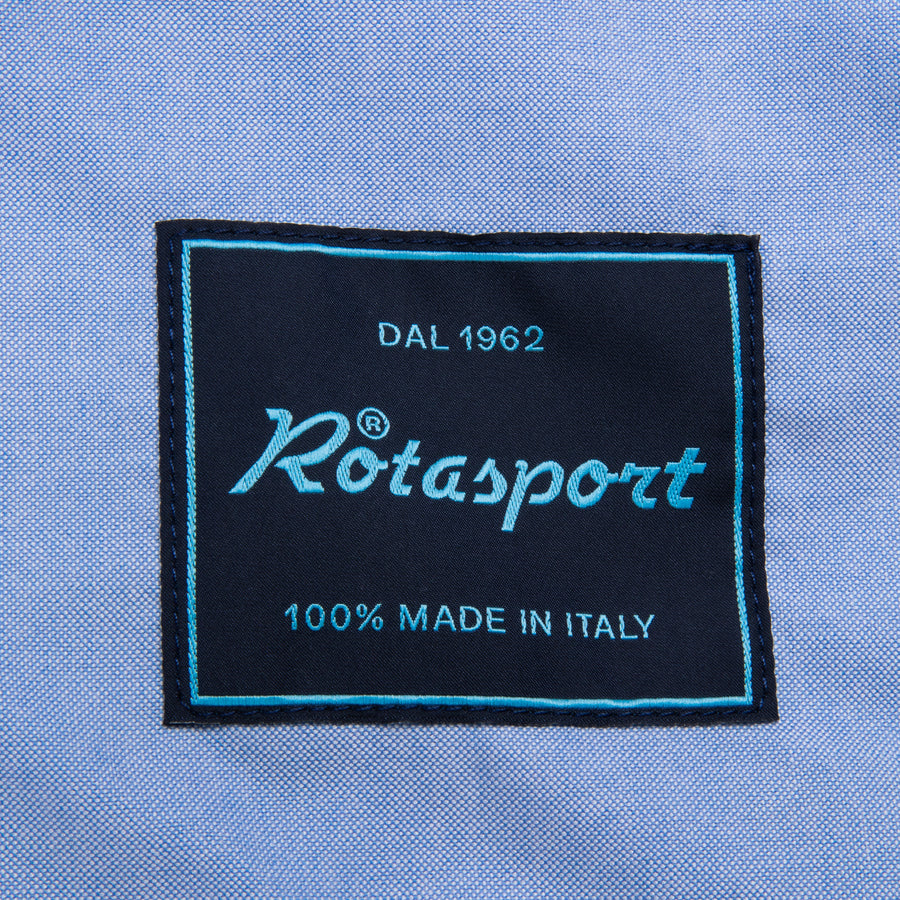 DAL 1962
Rotasport®
100% MADE IN ITALY